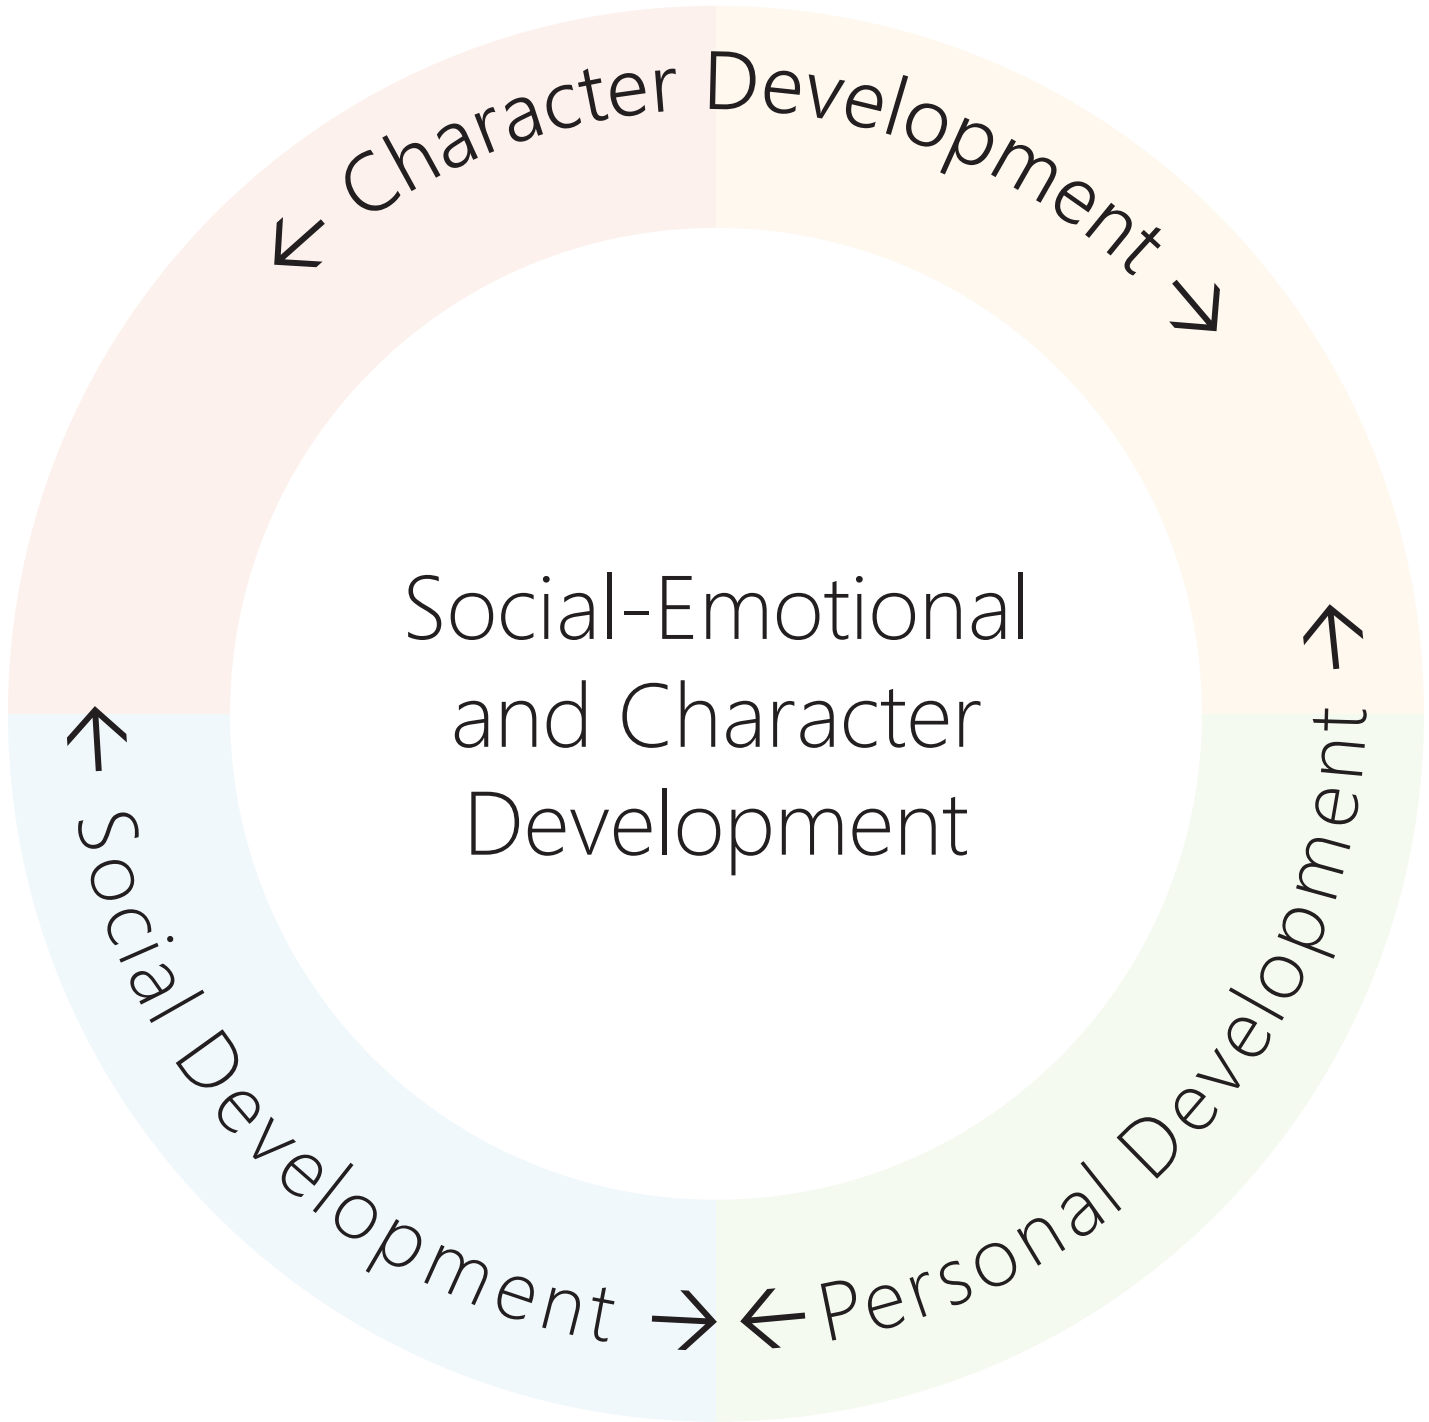 ← Character Development →
Social-Emotional
and Character
Development
← Social Development →
← Personal Development →